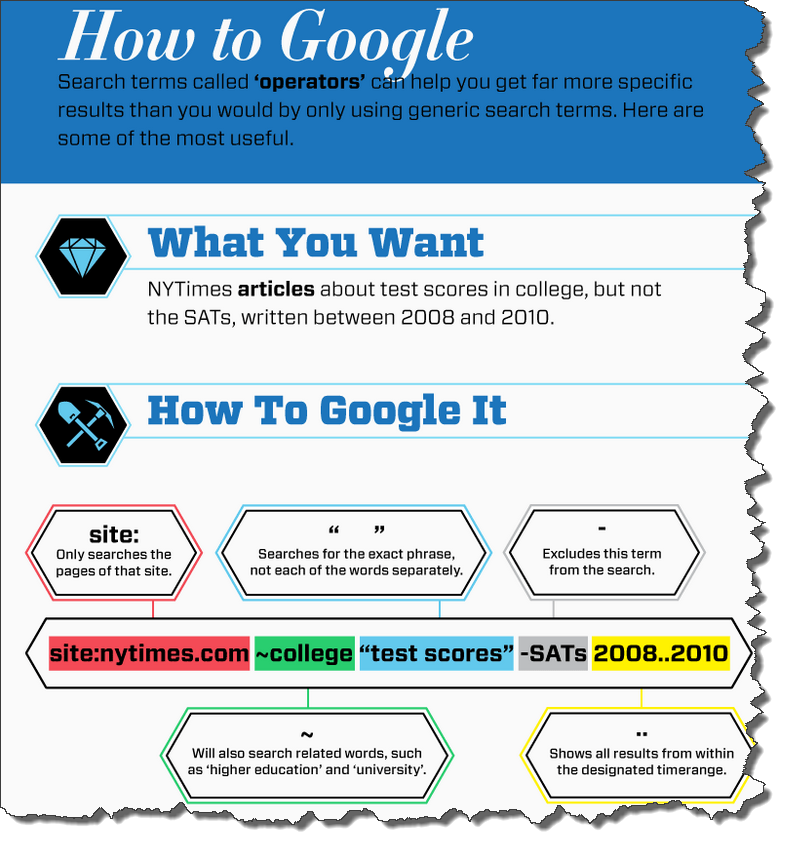 How to Google
Search terms called ‘operators’ can help you get far more specific
results than you would by only using generic search terms. Here are
some of the most useful.
What You Want
NYTimes articles about test scores in college, but not
the SATs, written between 2008 and 2010.
How To Google It
site:
Only searches the
pages of that site.
“ ”
Searches for the exact phrase,
not each of the words separately.
-
Excludes this term
from the search.
site:nytimes.com ~college “test scores” -SATs 2008..2010
~
Will also search related words, such
as ‘higher education’ and ‘university’.
..
Shows all results from within
the designated timerange.